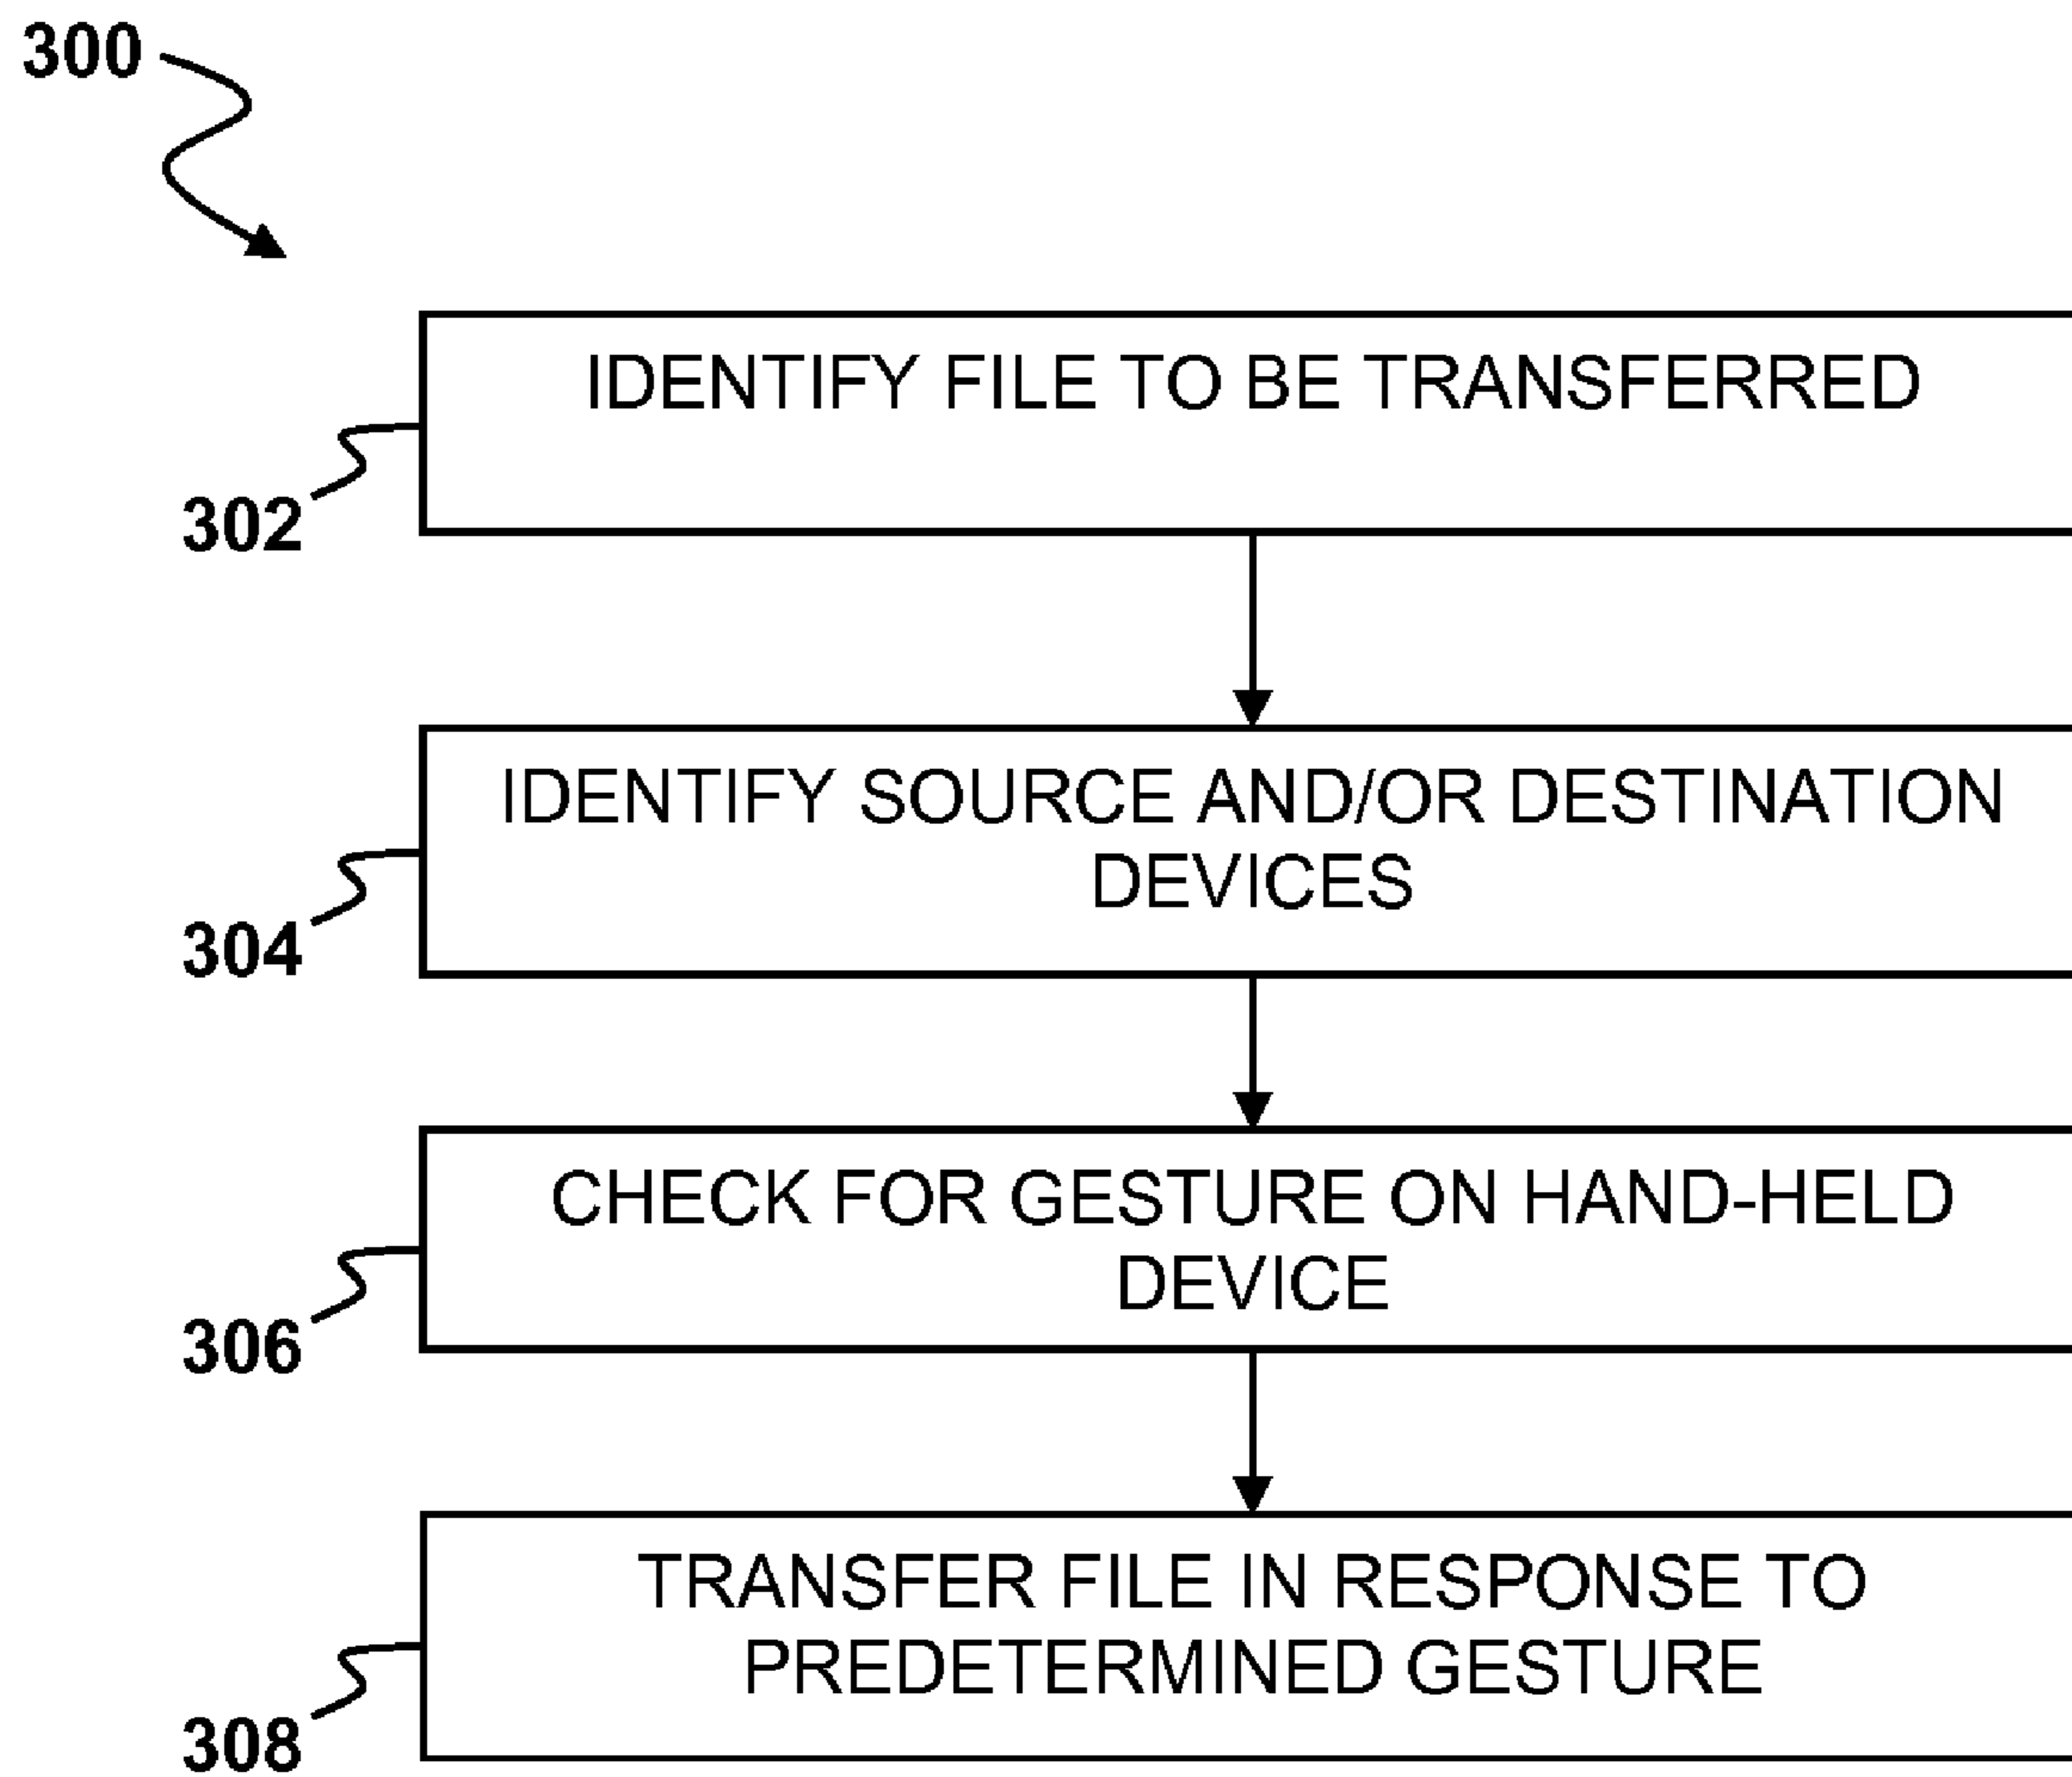 300
IDENTIFY FILE TO BE TRANSFERRED
302
IDENTIFY SOURCE AND/OR DESTINATION
DEVICES
304
CHECK FOR GESTURE ON HAND-HELD
DEVICE
306
TRANSFER FILE IN RESPONSE TO
PREDETERMINED GESTURE
308